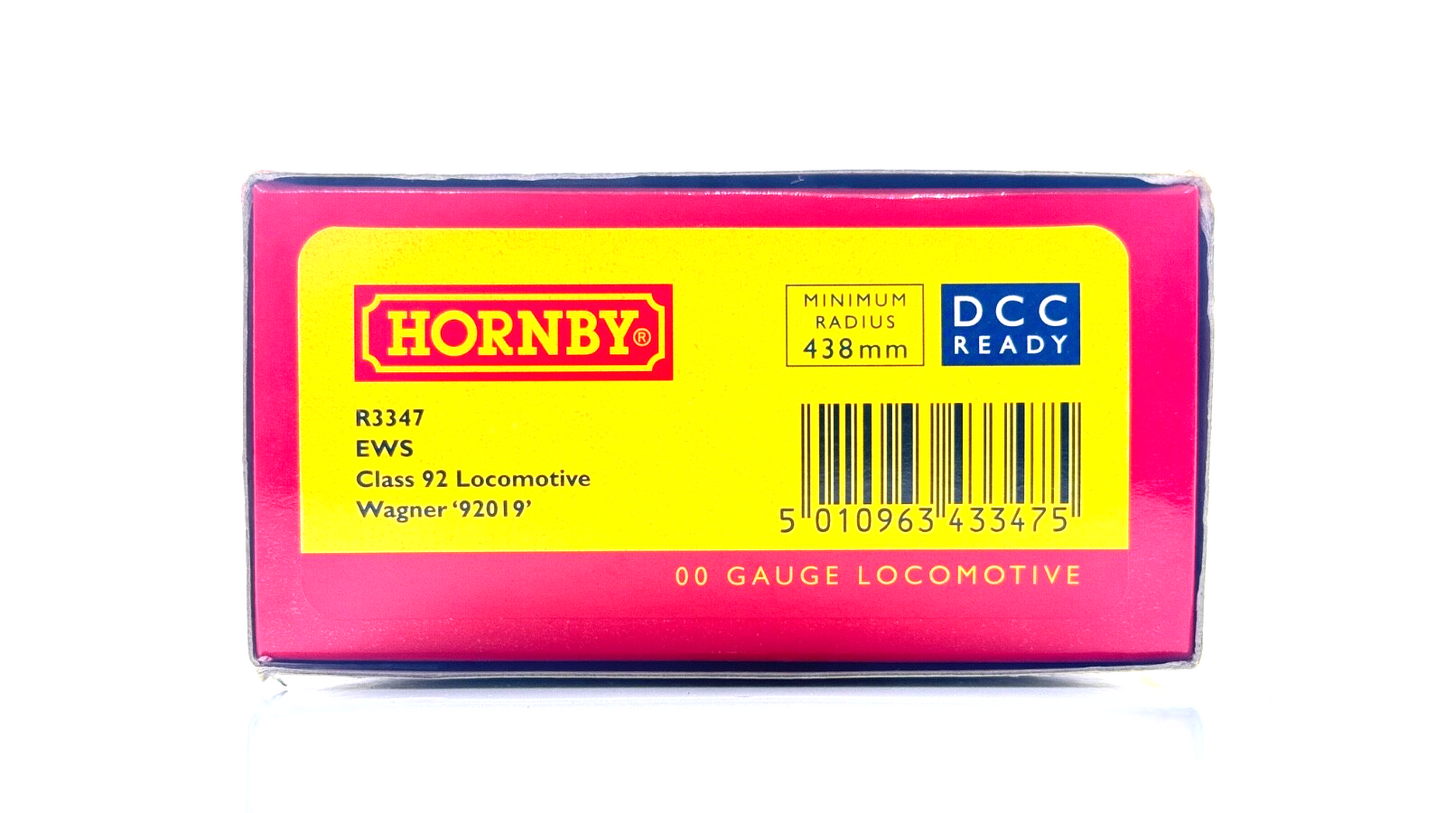 HORNBY®
MINIMUM
RADIUS
438mm
DCC
READY
R3347
EWS
Class 92 Locomotive
Wagner ‘92019’
5 010963 433475
00 GAUGE LOCOMOTIVE